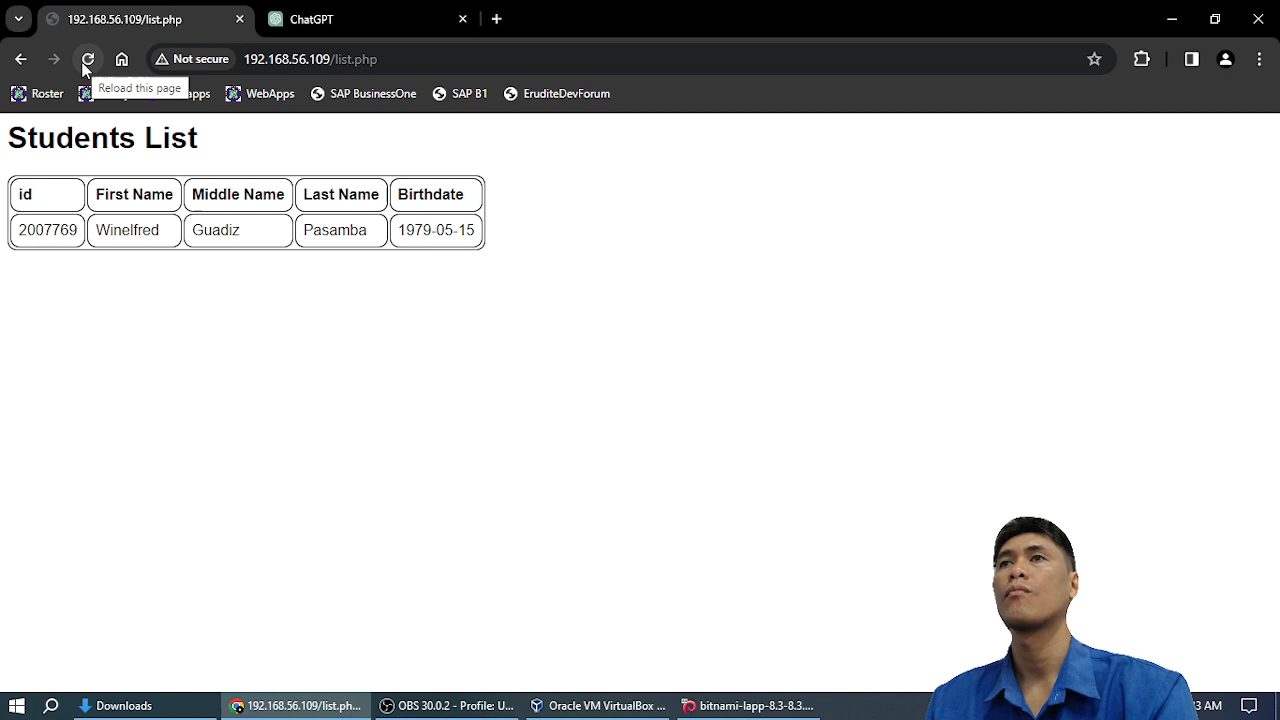 192.168.56.109/list.php
ChatGPT
Not secure
192.168.56.109/list.php
Roster
apps
WebApps
SAP BusinessOne
SAP B1
EruditeDevForum
Reload this page
Students List
id First Name Middle Name Last Name Birthdate
2007769 Winelfred Guadiz Pasamba 1979-05-15
Downloads
192.168.56.109/list.ph...
OBS 30.0.2 - Profile: U...
Oracle VM VirtualBox ...
bitnami-lapp-8.3-8.3....
3 AM